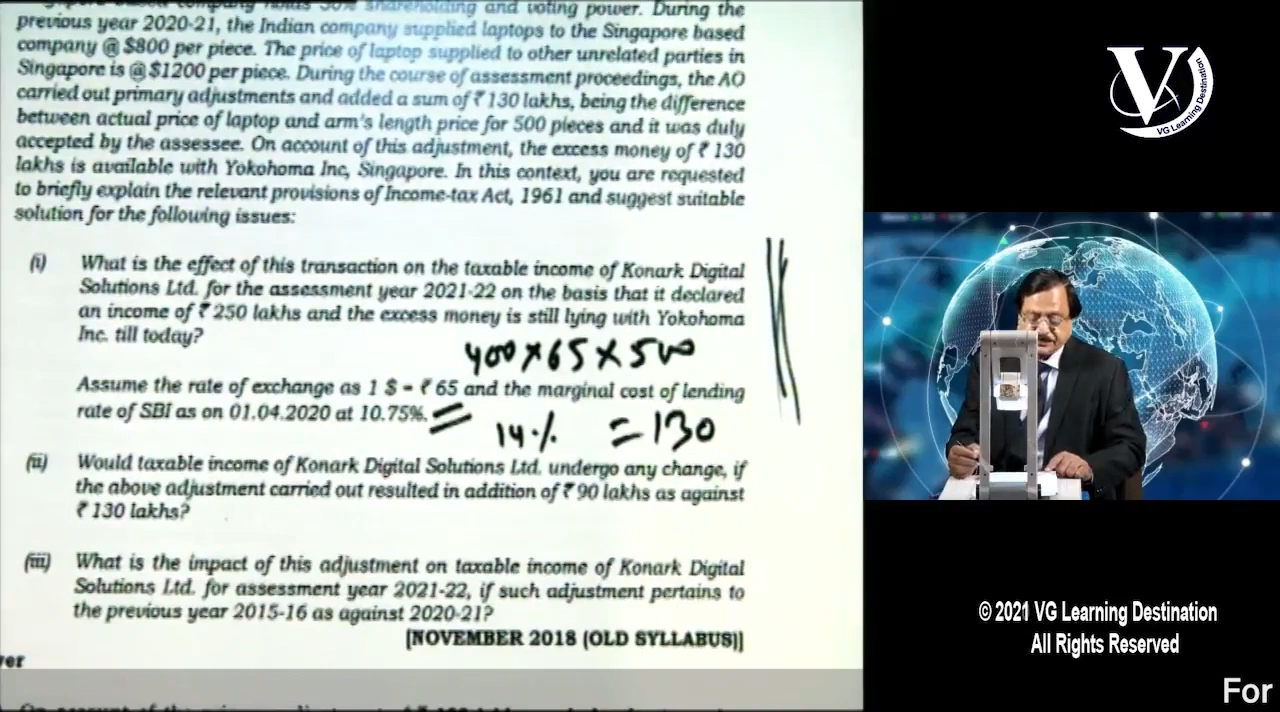 company holds 50% shareholding and voting power. During the
previous year 2020-21, the Indian company supplied laptops to the Singapore based
company @ $800 per piece. The price of laptop supplied to other unrelated parties in
Singapore is @ $1200 per piece. During the course of assessment proceedings, the AO
carried out primary adjustments and added a sum of ₹ 130 lakhs, being the difference
between actual price of laptop and arm's length price for 500 pieces and it was duly
accepted by the assessee. On account of this adjustment, the excess money of ₹ 130
lakhs is available with Yokohoma Inc, Singapore. In this context, you are requested
to briefly explain the relevant provisions of Income-tax Act, 1961 and suggest suitable
solution for the following issues:
(i) What is the effect of this transaction on the taxable income of Konark Digital
Solutions Ltd. for the assessment year 2021-22 on the basis that it declared
an income of ₹ 250 lakhs and the excess money is still lying with Yokohoma
Inc. till today?
400×65×500
Assume the rate of exchange as 1 $ = ₹ 65 and the marginal cost of lending
rate of SBI as on 01.04.2020 at 10.75%.
14% =130
(ii) Would taxable income of Konark Digital Solutions Ltd. undergo any change, if
the above adjustment carried out resulted in addition of ₹ 90 lakhs as against
₹ 130 lakhs?
(iii) What is the impact of this adjustment on taxable income of Konark Digital
Solutions Ltd. for assessment year 2021-22, if such adjustment pertains to
the previous year 2015-16 as against 2020-21?
[NOVEMBER 2018 (OLD SYLLABUS)]
ver
V
VG Learning Destination
© 2021 VG Learning Destination
All Rights Reserved
For